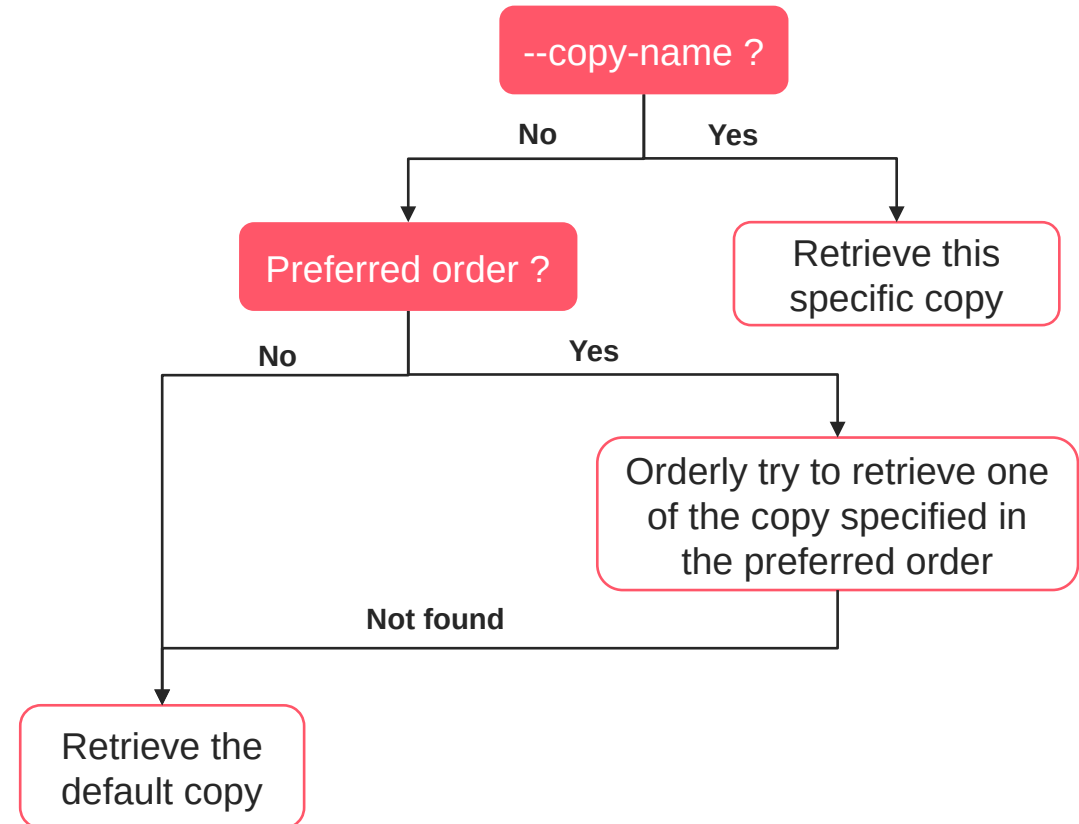 --copy-name ?
No
Yes
Preferred order ?
Retrieve this
specific copy
No
Yes
Orderly try to retrieve one
of the copy specified in
the preferred order
Not found
Retrieve the
default copy